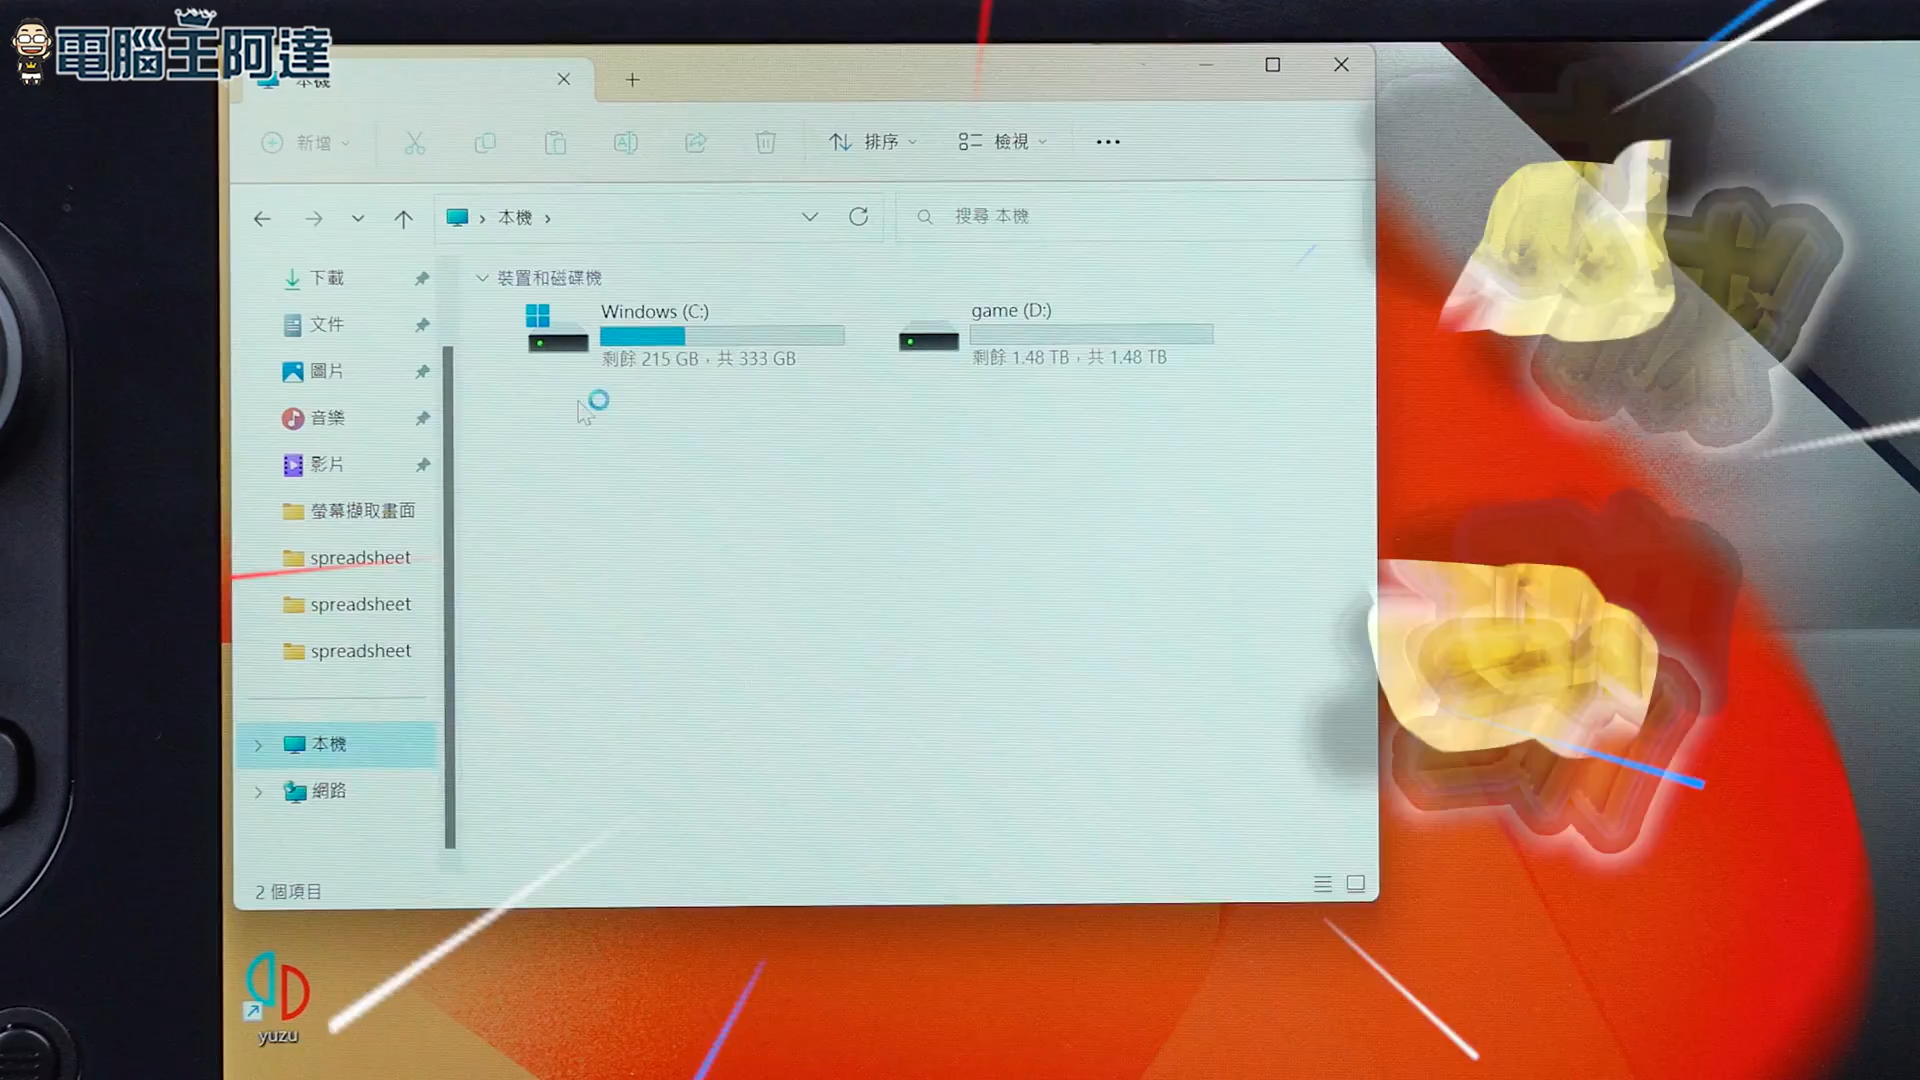 電腦王阿達
本機
新增
排序
檢視
本機
搜尋 本機
下載
文件
圖片
音樂
影片
螢幕擷取畫面
spreadsheet
spreadsheet
spreadsheet
本機
網路
裝置和磁碟機
Windows (C:)
剩餘 215 GB，共 333 GB
game (D:)
剩餘 1.48 TB，共 1.48 TB
2 個項目
yuzu